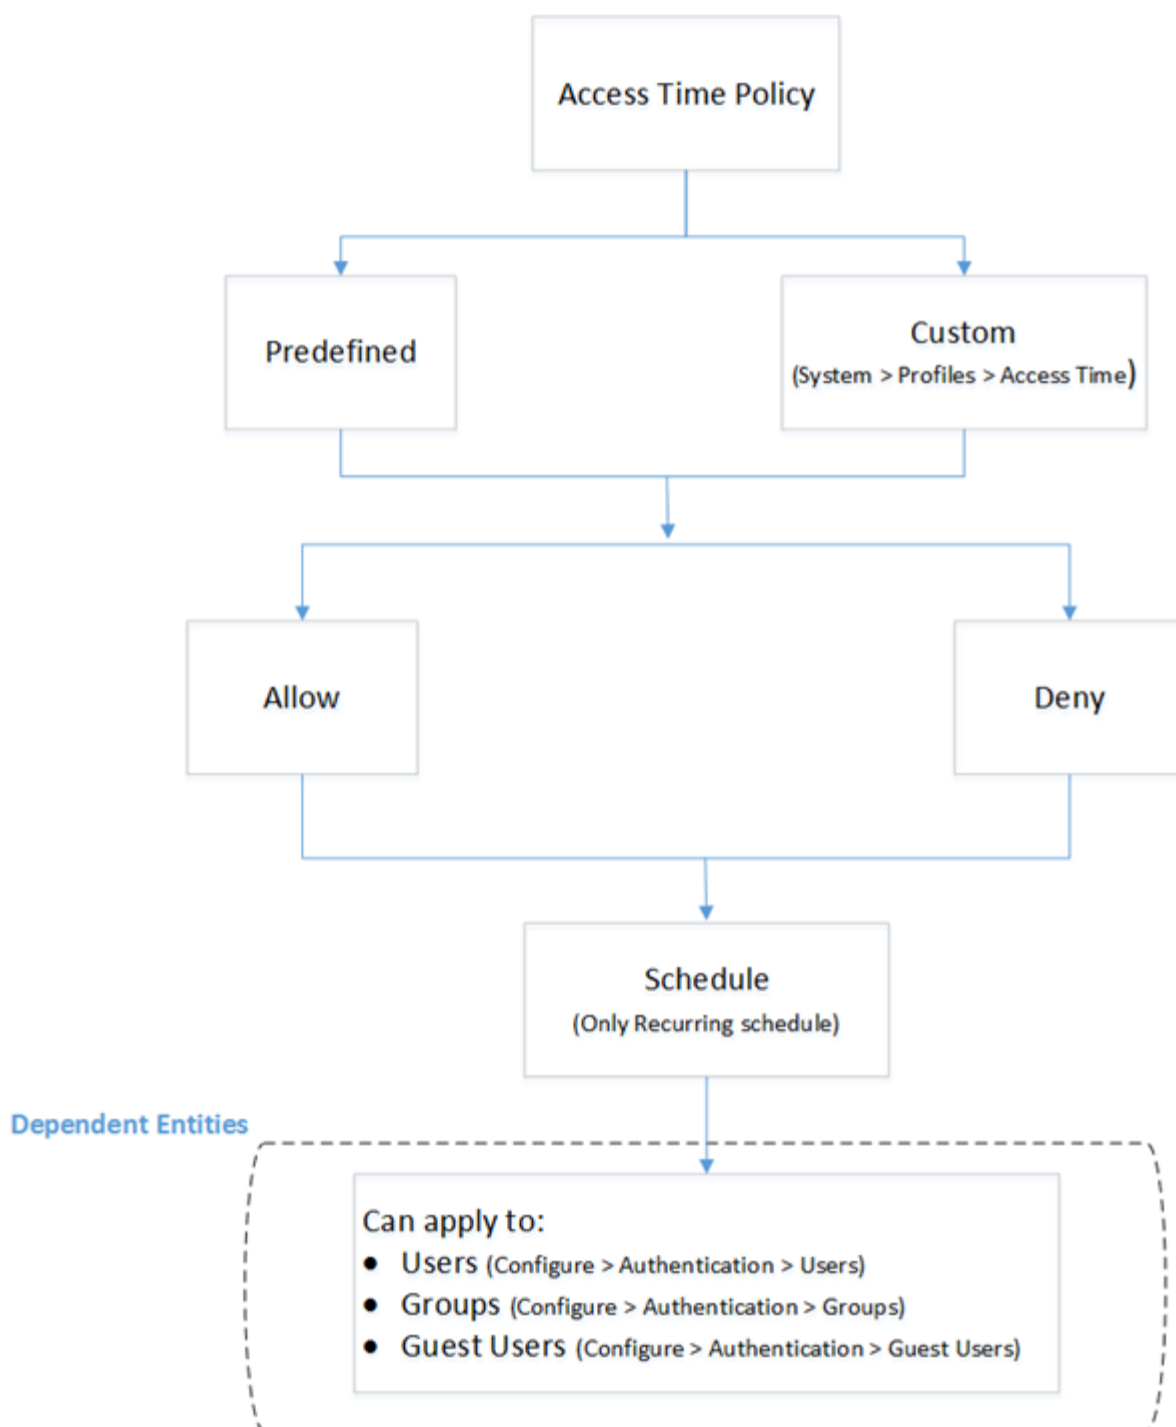 Access Time Policy
Predefined
Custom
(System > Profiles > Access Time)
Allow
Deny
Schedule
(Only Recurring schedule)
Dependent Entities
Can apply to:
● Users (Configure > Authentication > Users)
● Groups (Configure > Authentication > Groups)
● Guest Users (Configure > Authentication > Guest Users)